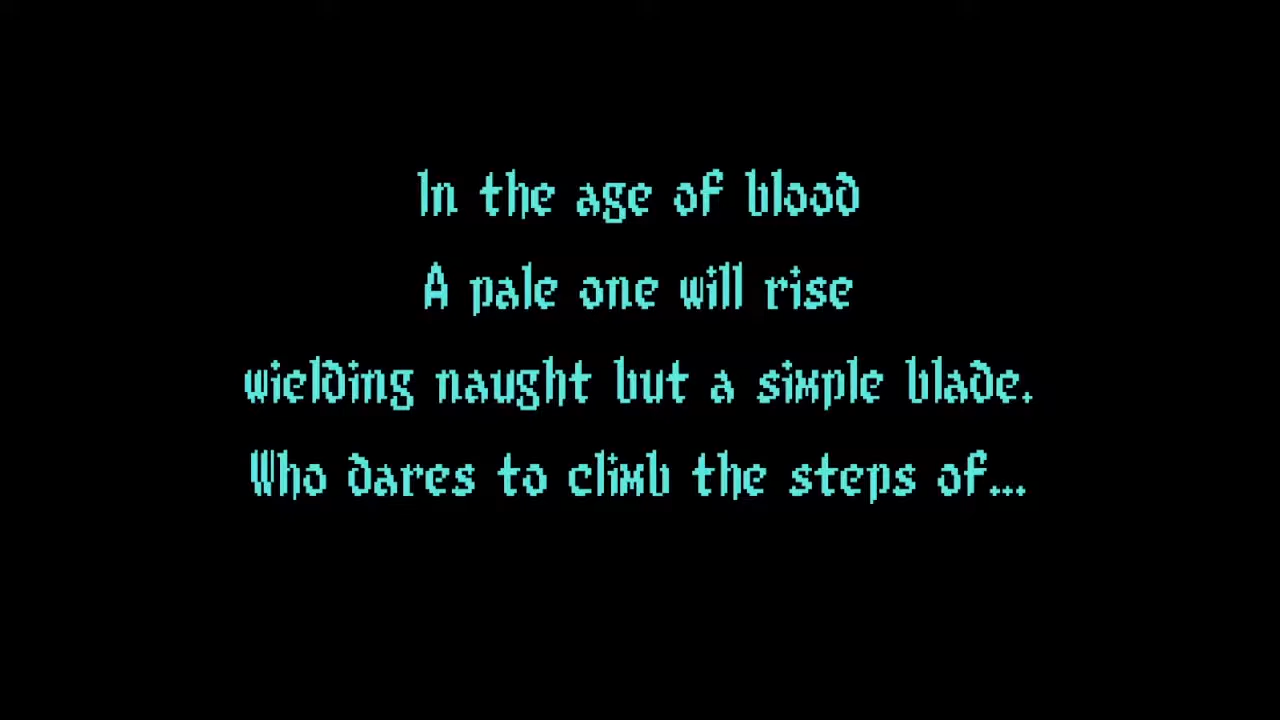 In the age of blood
A pale one will rise
wielding naught but a simple blade.
Who dares to climb the steps of...